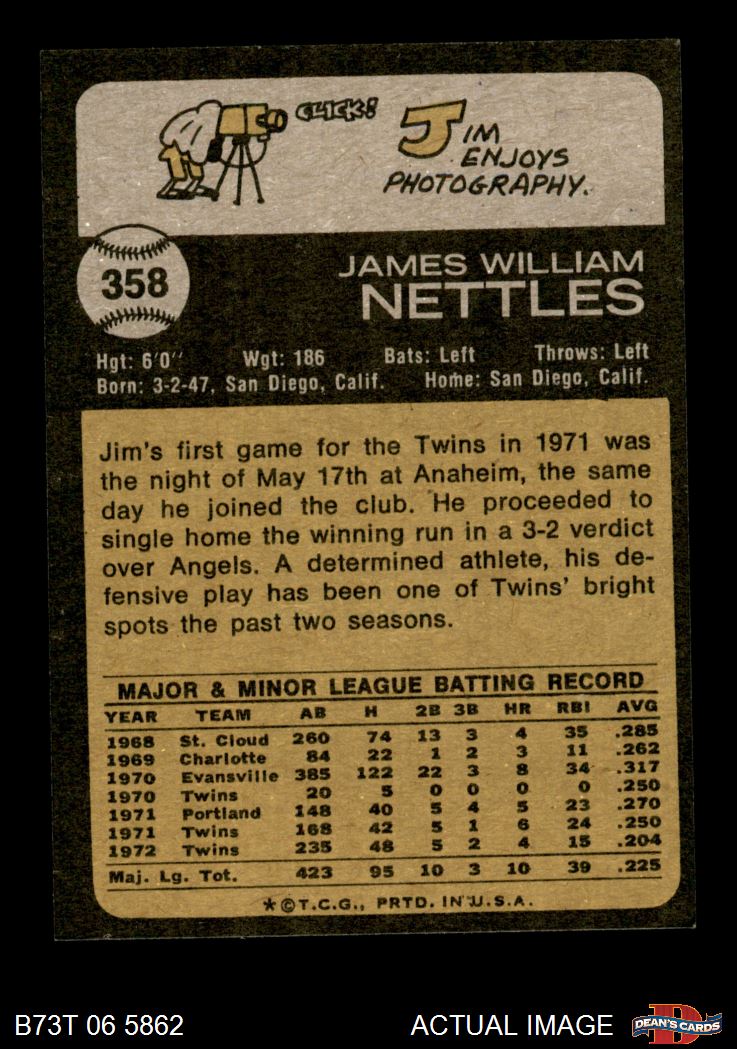 CLICK!
JIM
ENJOYS
PHOTOGRAPHY.
358
JAMES WILLIAM
NETTLES
Hgt: 6'0" Wgt: 186 Bats: Left Throws: Left
Born: 3-2-47, San Diego, Calif. Home: San Diego, Calif.
Jim's first game for the Twins in 1971 was
the night of May 17th at Anaheim, the same
day he joined the club. He proceeded to
single home the winning run in a 3-2 verdict
over Angels. A determined athlete, his de-
fensive play has been one of Twins' bright
spots the past two seasons.
MAJOR & MINOR LEAGUE BATTING RECORD
YEAR TEAM AB H 2B 3B HR RBI AVG
1968 St. Cloud 260 74 13 3 4 35 .285
1969 Charlotte 84 22 1 2 3 11 .262
1970 Evansville 385 122 22 3 8 34 .317
1970 Twins 20 5 0 0 0 0 .250
1971 Portland 148 40 5 4 5 23 .270
1971 Twins 168 42 5 1 6 24 .250
1972 Twins 235 48 5 2 4 15 .204
Maj. Lg. Tot. 423 95 10 3 10 39 .225
★©T.C.G., PRTD. IN U.S.A.
B73T 06 5862 ACTUAL IMAGE
D
DEAN'S CARDS